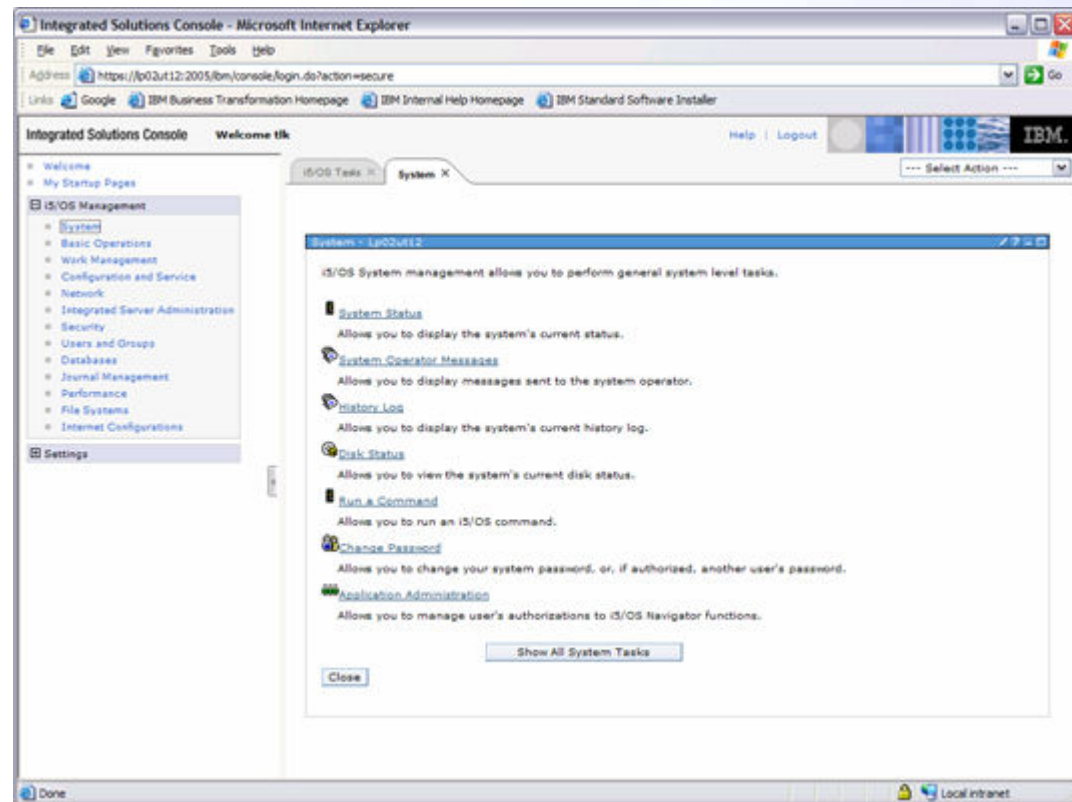 Integrated Solutions Console - Microsoft Internet Explorer
File Edit View Favorites Tools Help
Address https://lp02ut12:2005/ibm/console/login.do?action=secure Go
Links Google IBM Business Transformation Homepage IBM Internal Help Homepage IBM Standard Software Installer
Integrated Solutions Console Welcome tlk Help | Logout IBM.
Welcome
My Startup Pages
i5/OS Tasks X System X --- Select Action ---
i5/OS Management
System
Basic Operations
Work Management
Configuration and Service
Network
Integrated Server Administration
Security
Users and Groups
Databases
Journal Management
Performance
File Systems
Internet Configurations
Settings
System - Lp02ut12
i5/OS System management allows you to perform general system level tasks.
System Status
Allows you to display the system's current status.
System Operator Messages
Allows you to display messages sent to the system operator.
History Log
Allows you to display the system's current history log.
Disk Status
Allows you to view the system's current disk status.
Run a Command
Allows you to run an i5/OS command.
Change Password
Allows you to change your system password, or, if authorized, another user's password.
Application Administration
Allows you to manage user's authorizations to i5/OS Navigator functions.
Show All System Tasks
Close
Done Local intranet